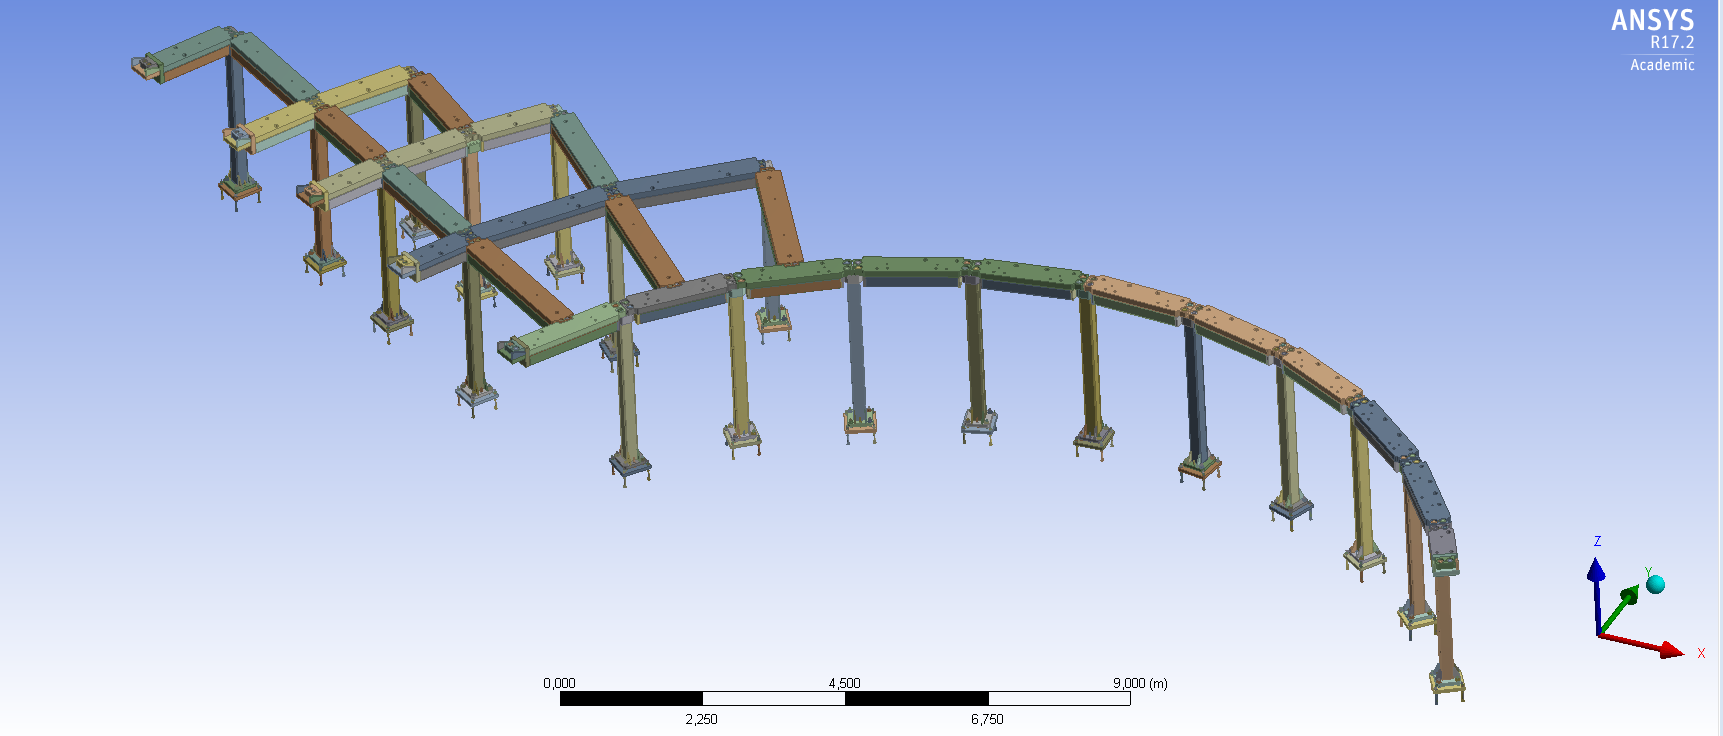 ANSYS
R17.2
Academic
Z
Y
X
0,000 4,500 9,000 (m)
2,250 6,750